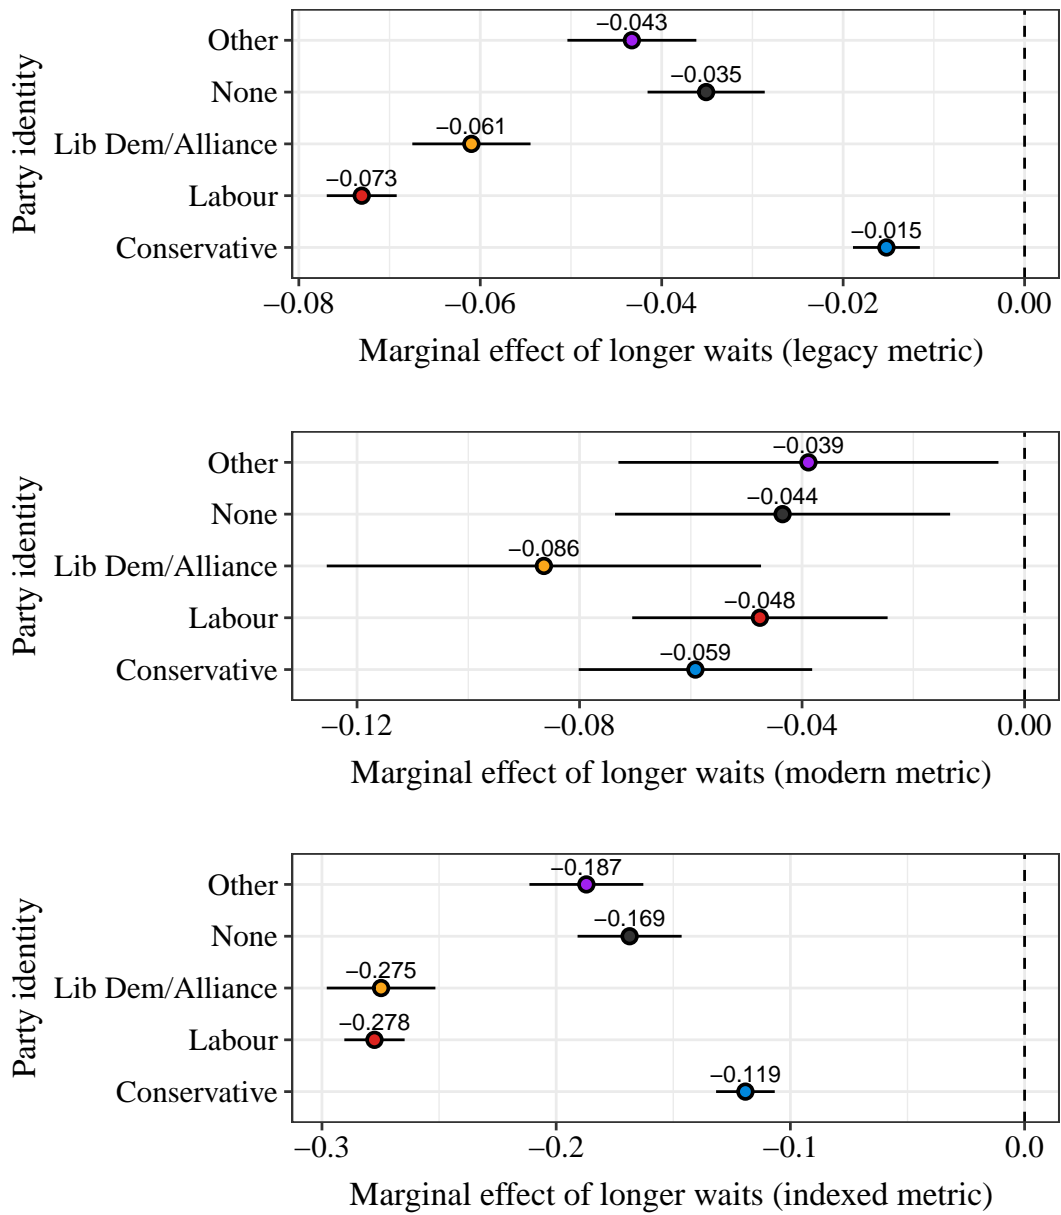 Party identity
Other
None
Lib Dem/Alliance
Labour
Conservative
−0.043
−0.035
−0.061
−0.073
−0.015
−0.08 −0.06 −0.04 −0.02 0.00
Marginal effect of longer waits (legacy metric)
Party identity
Other
None
Lib Dem/Alliance
Labour
Conservative
−0.039
−0.044
−0.086
−0.048
−0.059
−0.12 −0.08 −0.04 0.00
Marginal effect of longer waits (modern metric)
Party identity
Other
None
Lib Dem/Alliance
Labour
Conservative
−0.187
−0.169
−0.275
−0.278
−0.119
−0.3 −0.2 −0.1 0.0
Marginal effect of longer waits (indexed metric)